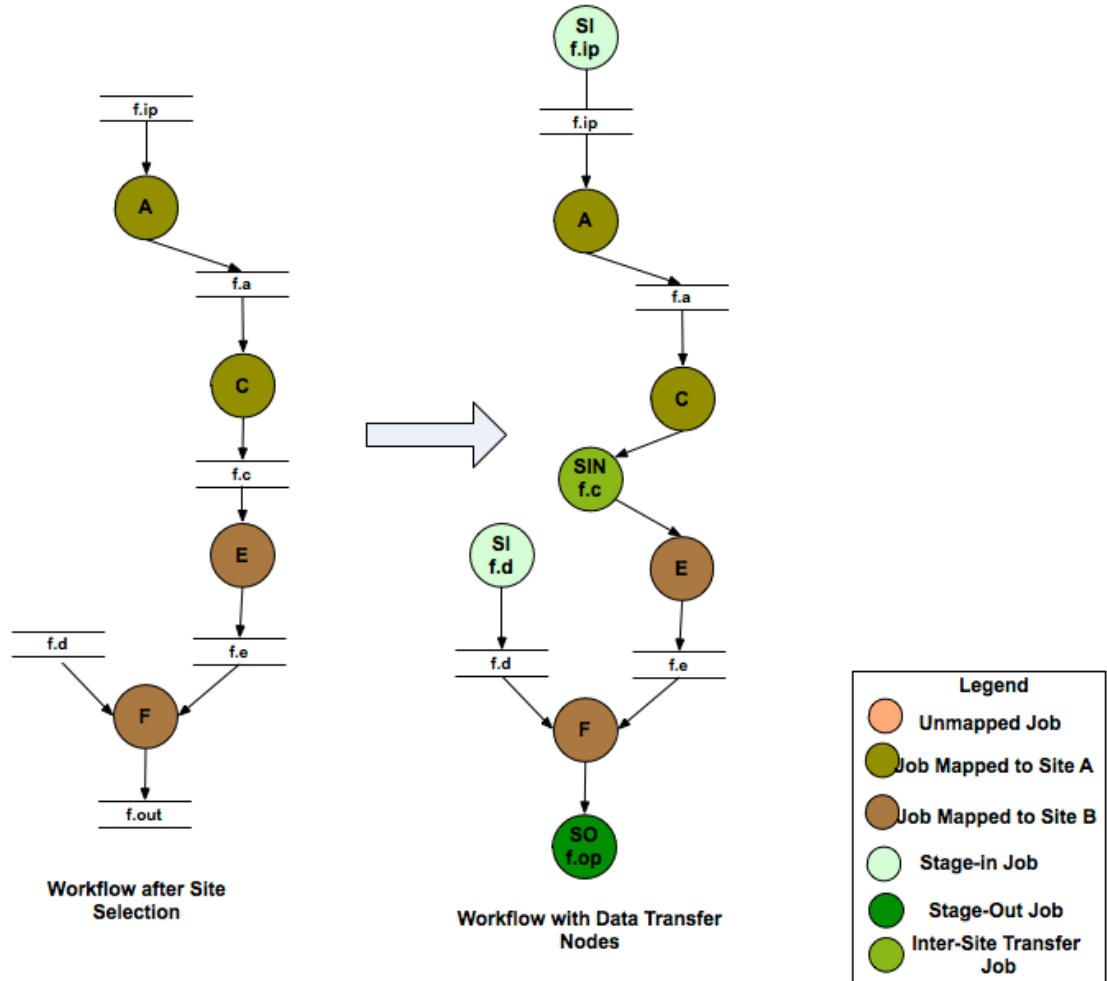 f.ip
A
f.a
C
f.c
E
f.d
f.e
F
f.out
Workflow after Site
Selection
SI
f.ip
f.ip
A
f.a
C
SIN
f.c
SI
f.d
E
f.d
f.e
F
SO
f.op
Workflow with Data Transfer
Nodes
Legend
Unmapped Job
Job Mapped to Site A
Job Mapped to Site B
Stage-in Job
Stage-Out Job
Inter-Site Transfer
Job